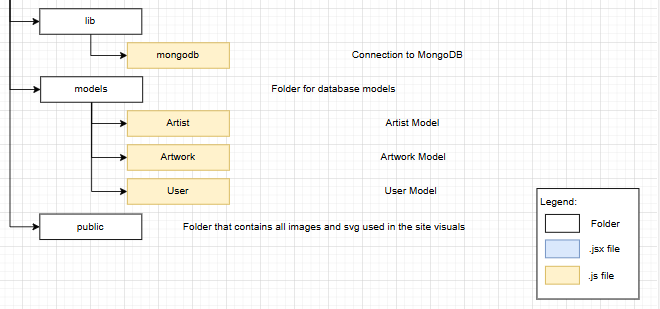 lib
mongodb Connection to MongoDB
models Folder for database models
Artist Artist Model
Artwork Artwork Model
User User Model
public Folder that contains all images and svg used in the site visuals
Legend:
Folder
.jsx file
.js file